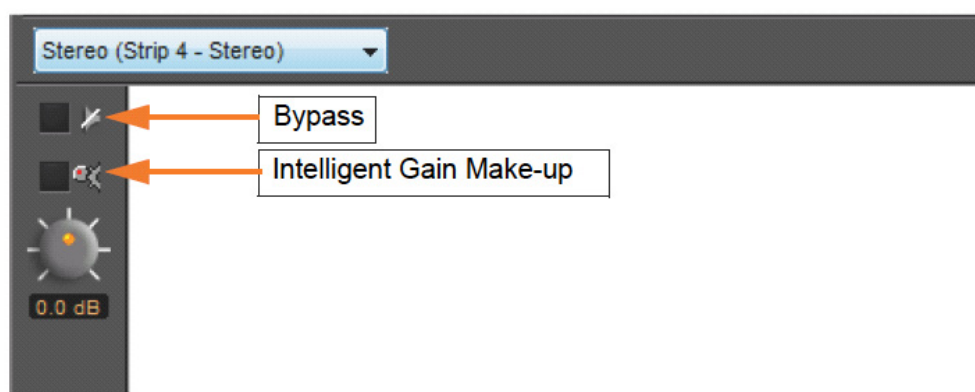 Stereo (Strip 4 - Stereo)
Bypass
Intelligent Gain Make-up
0.0 dB